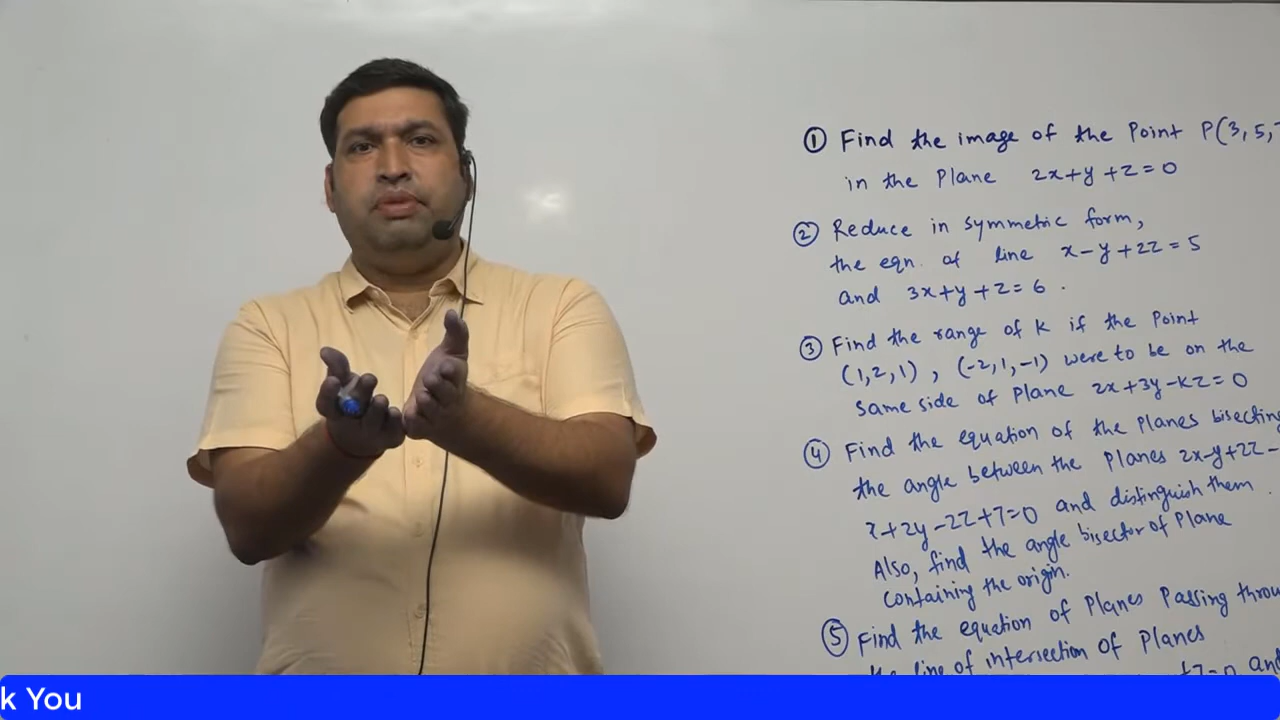 ① Find the image of the Point P(3, 5,
in the Plane 2x+y+z=0
② Reduce in symmetric form,
the eqn. of line x-y+2z=5
and 3x+y+z=6.
③ Find the range of k if the Point
(1,2,1), (-2,1,-1) were to be on the
same side of Plane 2x+3y-kz=0
④ Find the equation of the Planes bisecting
the angle between the Planes 2x-y+2z-
x+2y-2z+7=0 and distinguish them.
Also, find the angle bisector of Plane
containing the origin.
⑤ Find the equation of Planes Passing throu
the line of intersection of Planes
+7=0 and
k You